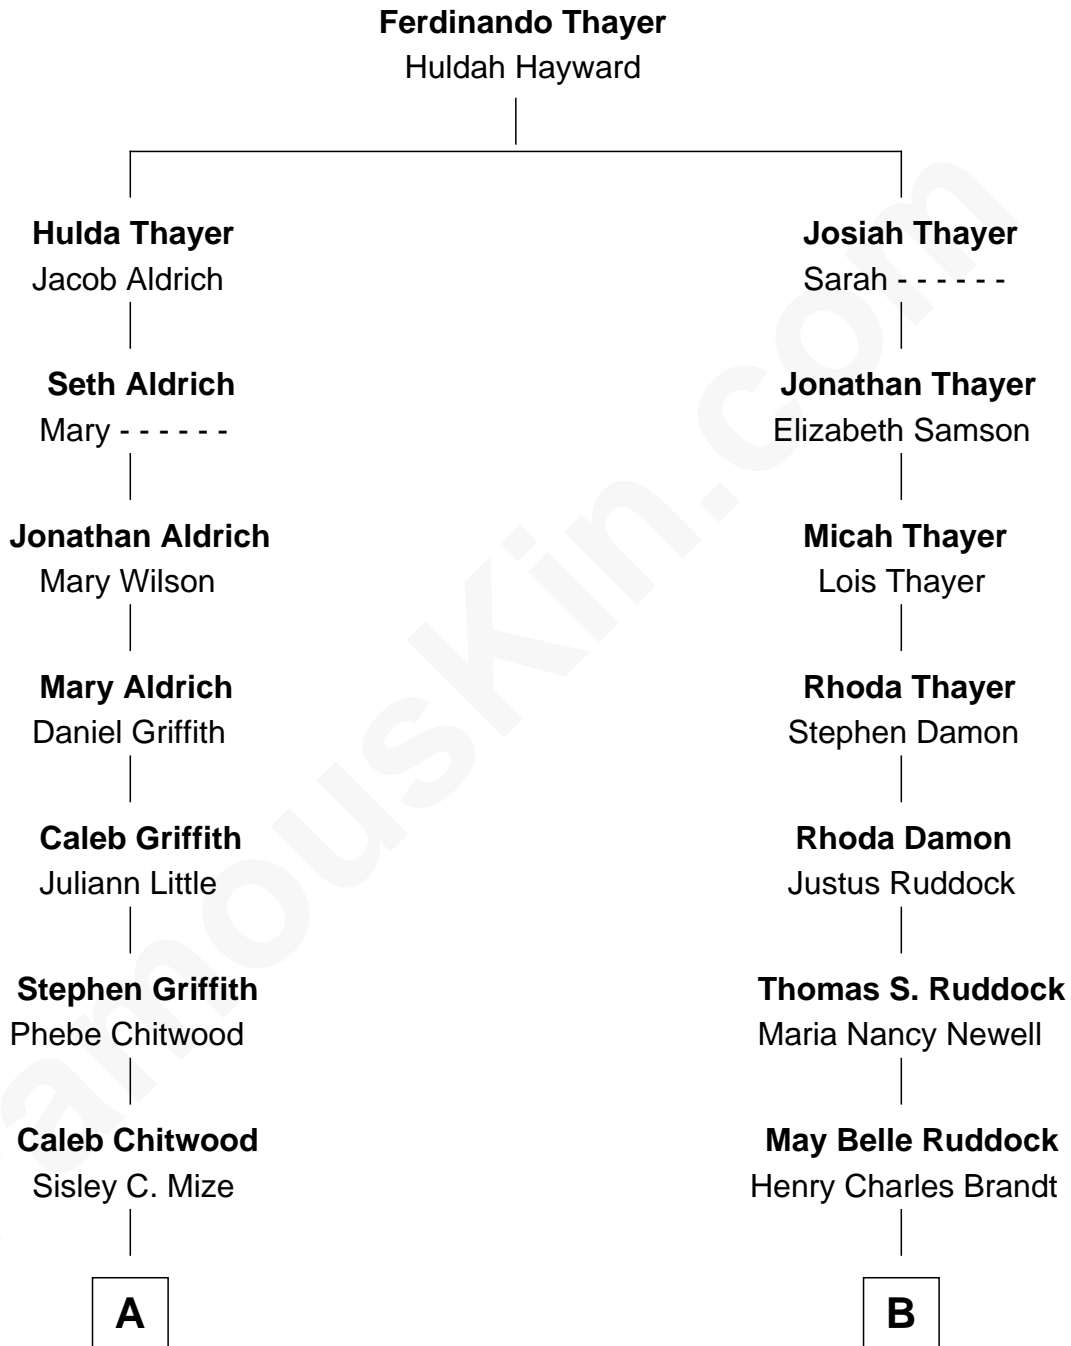 Ferdinando Thayer
Huldah Hayward
Hulda Thayer
Jacob Aldrich
Josiah Thayer
Sarah - - - - - -
Seth Aldrich
Mary - - - - - -
Jonathan Thayer
Elizabeth Samson
Jonathan Aldrich
Mary Wilson
Micah Thayer
Lois Thayer
Mary Aldrich
Daniel Griffith
Rhoda Thayer
Stephen Damon
Caleb Griffith
Juliann Little
Rhoda Damon
Justus Ruddock
Stephen Griffith
Phebe Chitwood
Thomas S. Ruddock
Maria Nancy Newell
Caleb Chitwood
Sisley C. Mize
May Belle Ruddock
Henry Charles Brandt
A
B
amouskin.com